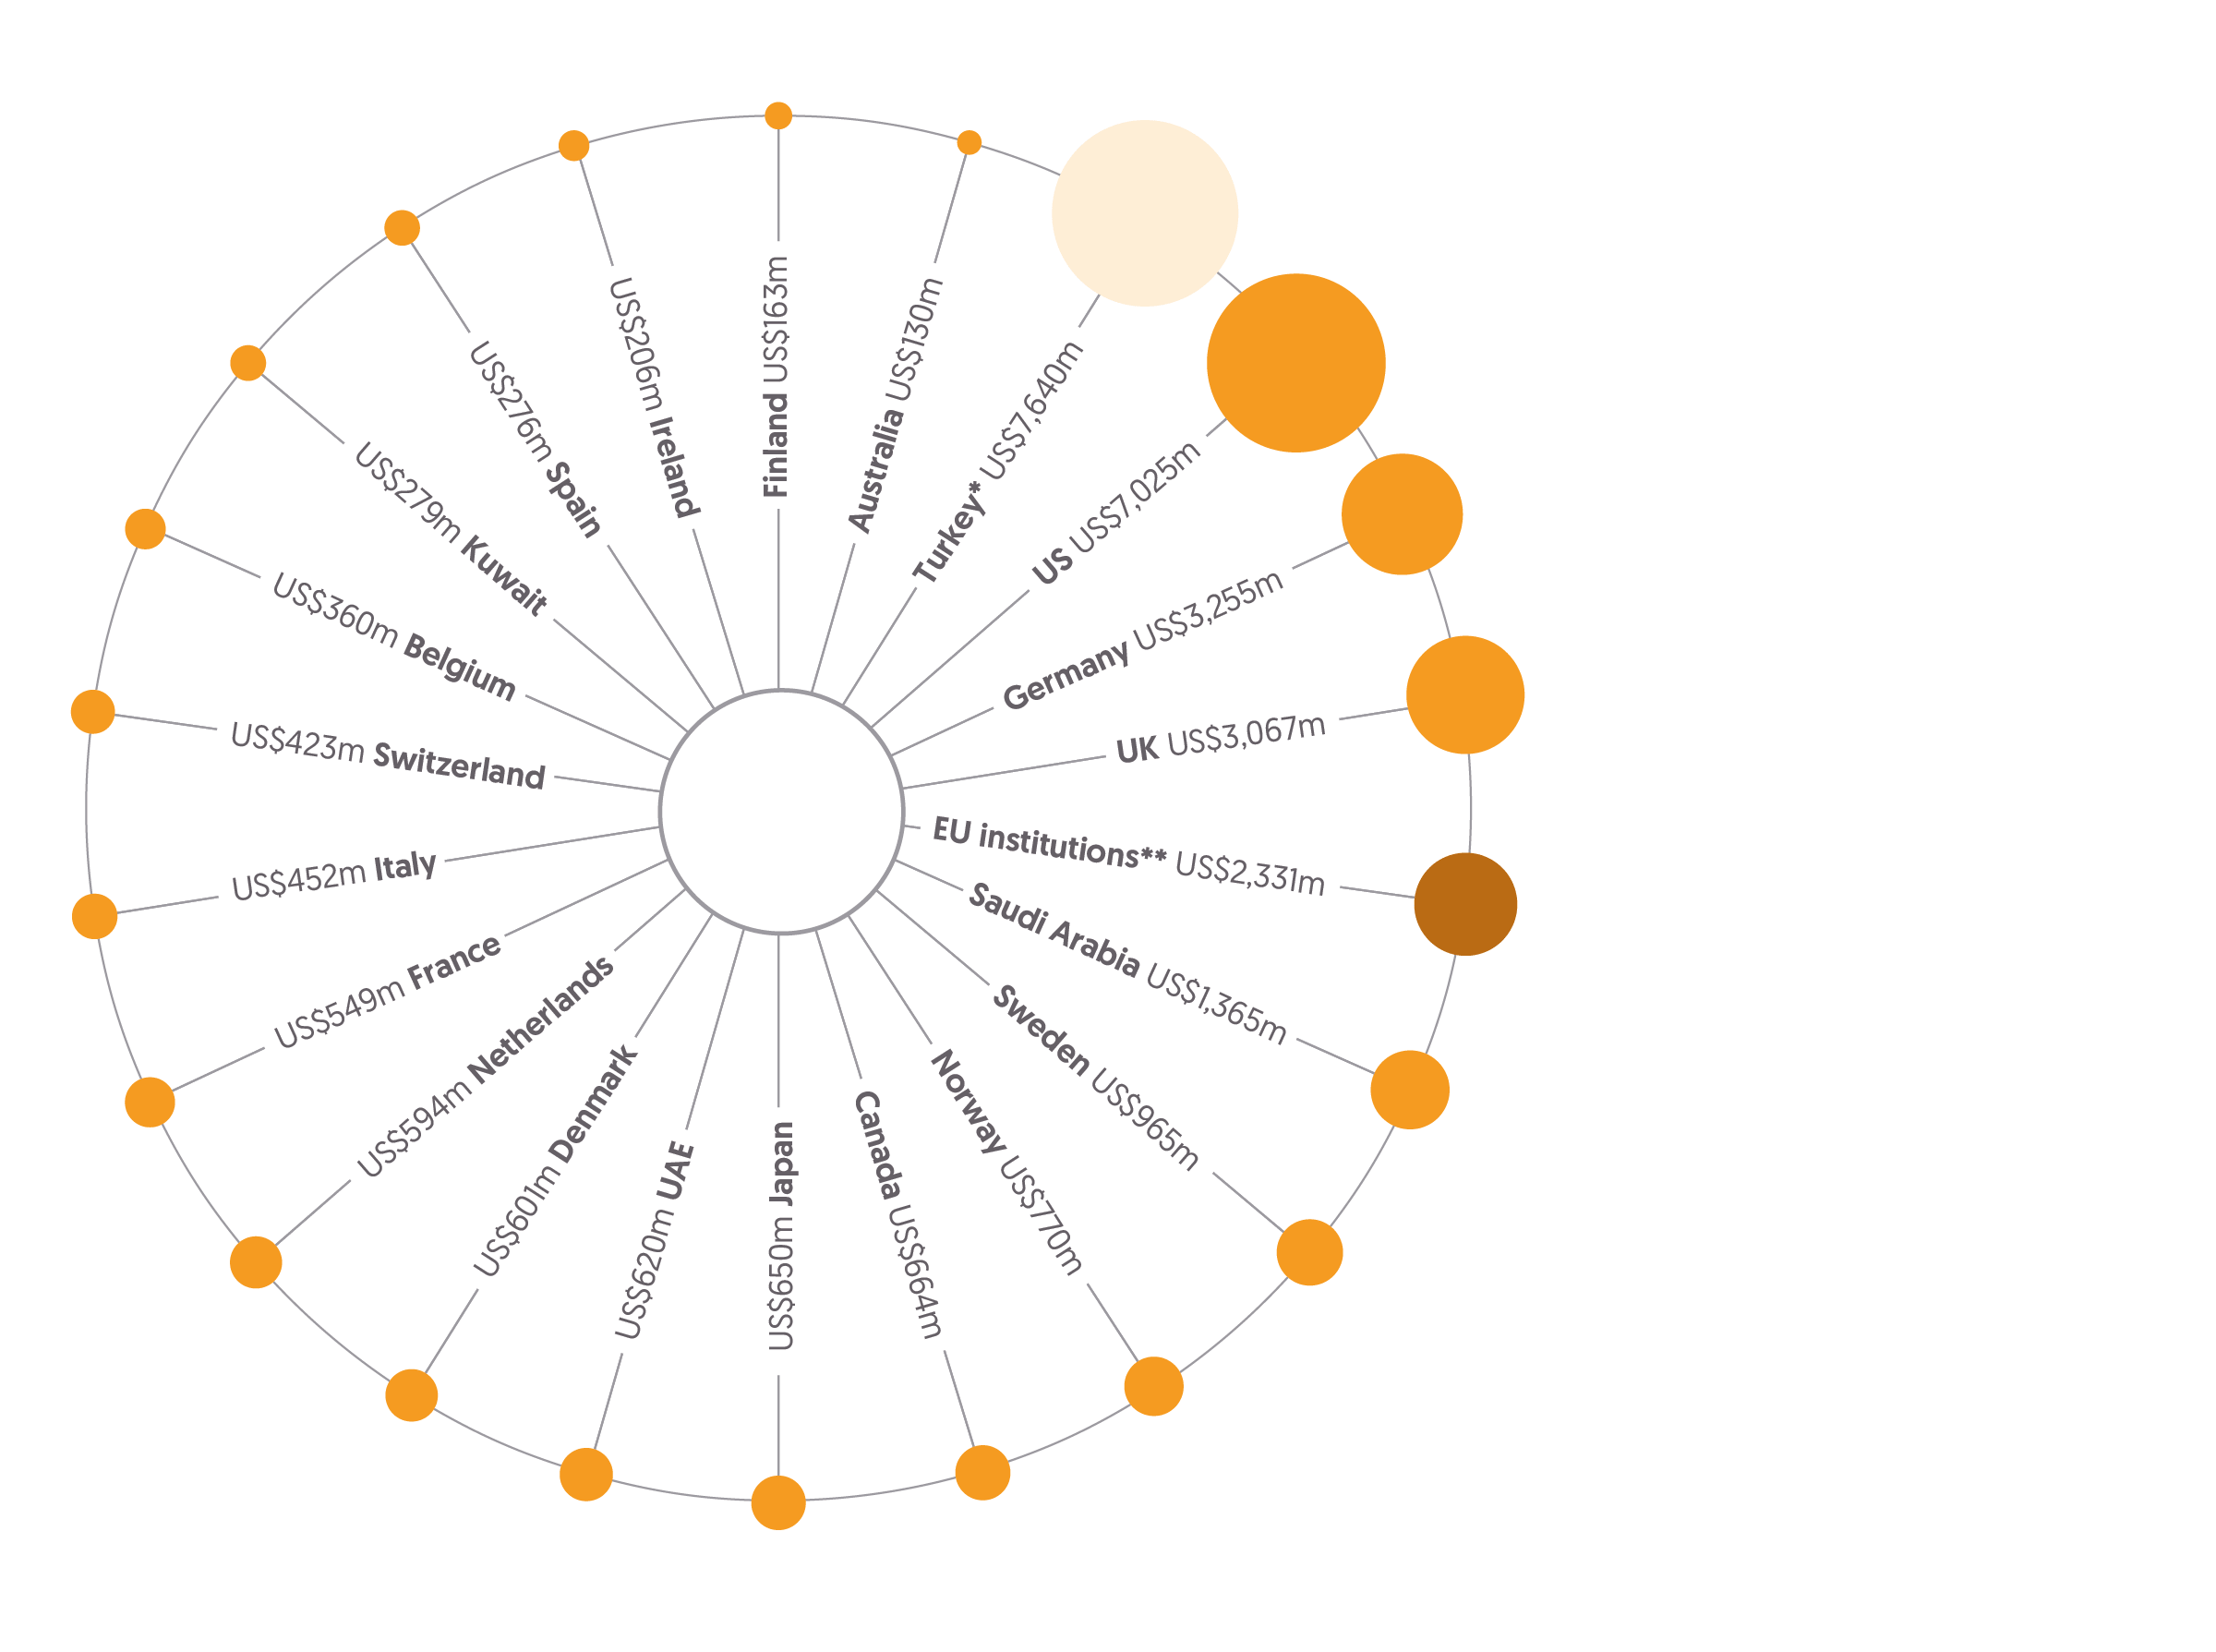 Turkey* US$7,640m
US US$7,025m
Germany US$3,255m
UK US$3,067m
EU institutions** US$2,331m
Saudi Arabia US$1,365m
Sweden US$965m
Norway US$770m
Canada US$664m
US$650m Japan
US$620m UAE
US$601m Denmark
US$594m Netherlands
US$549m France
US$452m Italy
US$423m Switzerland
US$360m Belgium
US$279m Kuwait
US$276m Spain
US$206m Ireland
Finland US$163m
Australia US$130m